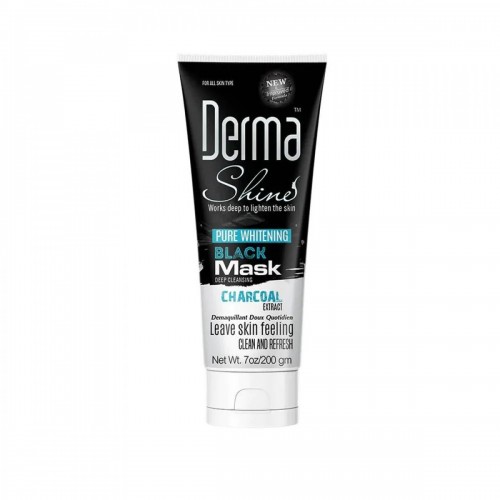 FOR ALL SKIN TYPE
NEW
Derma
TM
Shine
Works deep to lighten the skin
PURE WHITENING
BLACK
Mask
DEEP CLEANSING
CHARCOAL
EXTRACT
Demaquillant Doux Quotidien
Leave skin feeling
CLEAN AND REFRESH
Net Wt. 7oz/200 gm